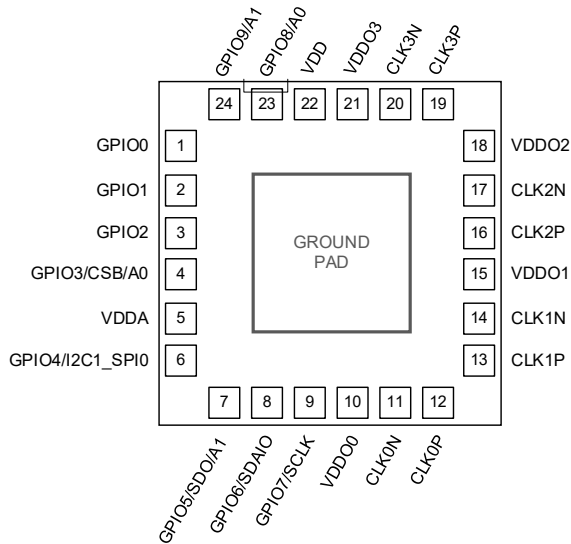 GPIO9/A1
GPIO8/A0
VDD
VDDO3
CLK3N
CLK3P
24 23 22 21 20 19
GPIO0 1
GPIO1 2
GPIO2 3
GPIO3/CSB/A0 4
VDDA 5
GPIO4/I2C1_SPI0 6
GROUND
PAD
18 VDDO2
17 CLK2N
16 CLK2P
15 VDDO1
14 CLK1N
13 CLK1P
7 8 9 10 11 12
GPIO5/SDO/A1
GPIO6/SDAIO
GPIO7/SCLK
VDDO0
CLK0N
CLK0P